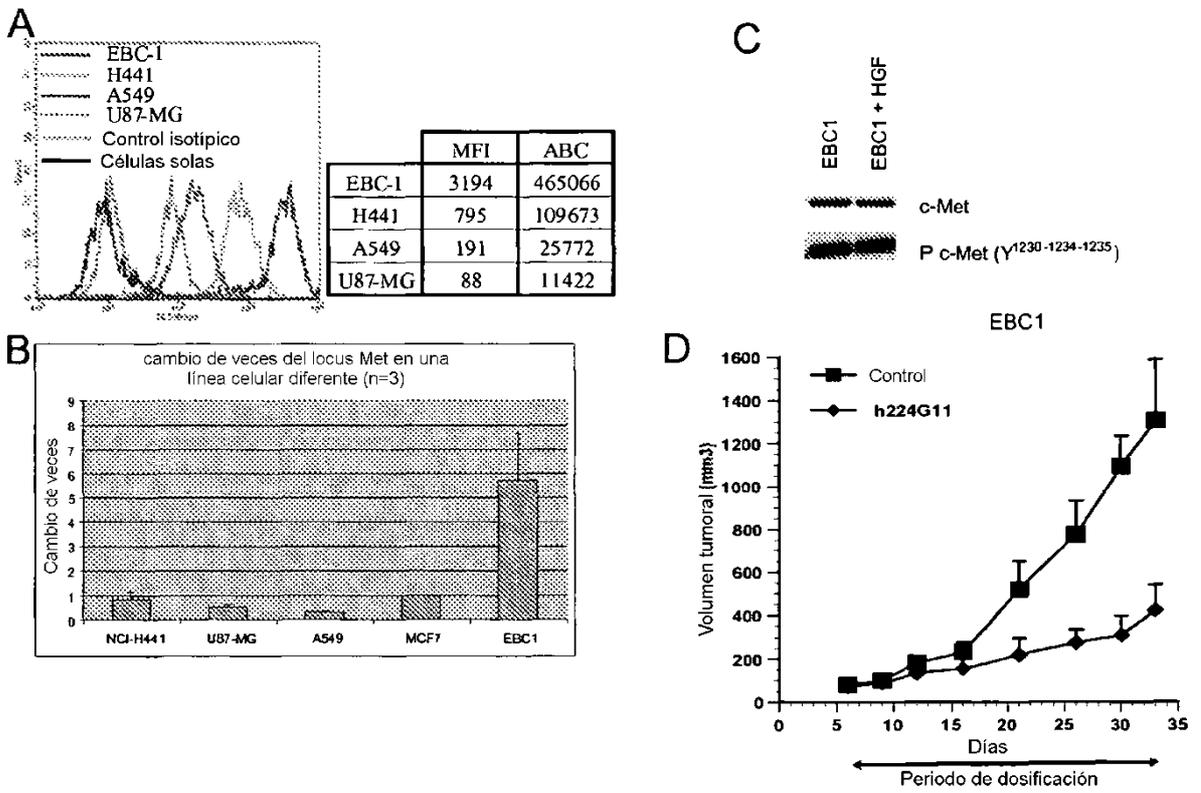 A
EBC-1
H441
A549
U87-MG
Control isotípico
Células solas
MFI ABC
EBC-1 3194 465066
H441 795 109673
A549 191 25772
U87-MG 88 11422
B
cambio de veces del locus Met en una
línea celular diferente (n=3)
Cambio de veces
9
8
7
6
5
4
3
2
1
0
NCI-H441 U87-MG A549 MCF7 EBC1
C
EBC1
EBC1 + HGF
c-Met
P c-Met (Y1230-1234-1235)
D
EBC1
Control
h224G11
Volumen tumoral (mm3)
1600
1400
1200
1000
800
600
400
200
0
0 5 10 15 20 25 30 35
Días
Periodo de dosificación